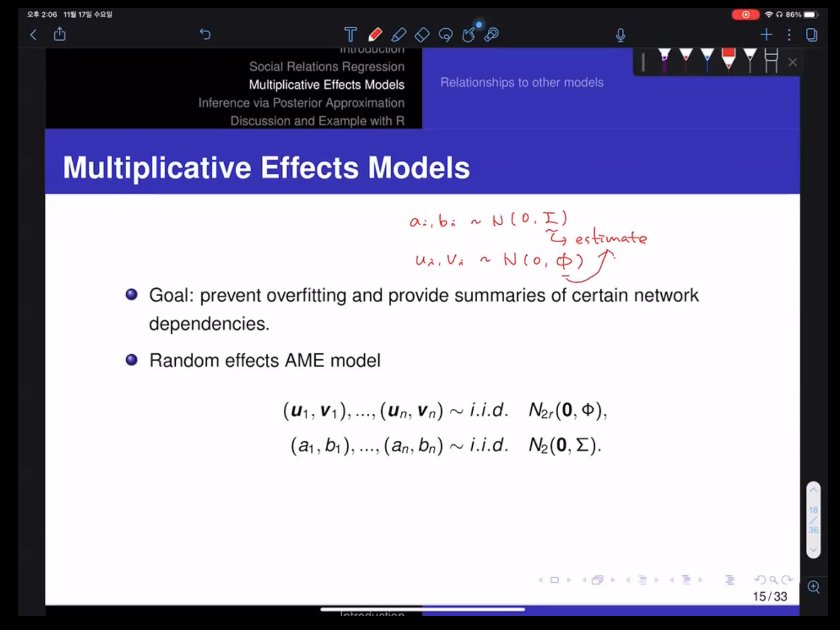 오후 2:06 11월 17일 수요일
86%
Introduction
Social Relations Regression
Multiplicative Effects Models
Inference via Posterior Approximation
Discussion and Example with R
Relationships to other models
Multiplicative Effects Models
aᵢ, bᵢ ~ N(0, Σ)
↳ estimate
uᵢ, vᵢ ~ N(0, Φ)
Goal: prevent overfitting and provide summaries of certain network
dependencies.
Random effects AME model
(u₁, v₁), ..., (uₙ, vₙ) ∼ i.i.d. N₂ᵣ(0, Φ),
(a₁, b₁), ..., (aₙ, bₙ) ∼ i.i.d. N₂(0, Σ).
18
/
36
15 / 33
Introduction